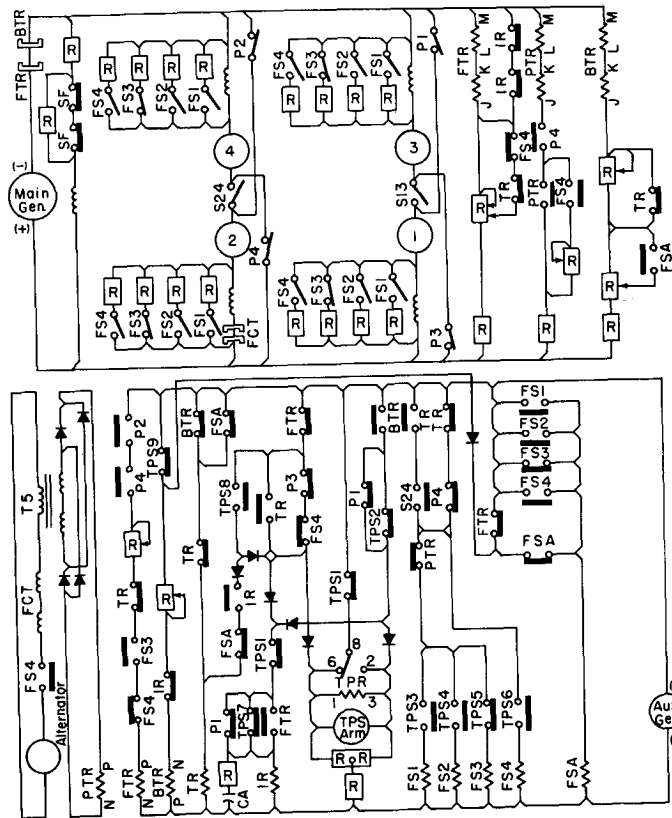 BTR
FTR
R
SF
R
SF
(-)
Main
Gen.
(+)
FS4
FS3
FS2
FS1
R
R
R
R
P2
4
S24
2
P4
R
R
R
R
FS4
FS3
FS2
FS1
FCT
FS4
FS3
FS2
FS1
R
R
R
R
P1
3
S13
1
FS4
FS3
FS2
FS1
R
R
R
R
P3
FTR
M
L
K
J
1R
1R
FS4
TR
R
R
PTR
M
L
K
J
P4
PTR
FS4
R
R
BTR
M
L
K
J
R
TR
FSA
R
R
T5
FCT
FS4
Alternator
PTR
P
N
P2
P4
R
TR
FS3
FS4
FTR
P
N
TPS9
R
1R
BTR
P
N
BTR
FSA
TR
TR
TPS8
TR
1R
FSA
TPS1
P1
TPS7
FTR
R
CA
1R
FTR
P3
FS4
TPS1
8
6
2
TPR
1
3
TPS
Arm
R
R
R
BTR
P1
TPS2
TR
TR
S24
P4
PTR
TPS3
TPS4
TPS5
TPS6
FS1
FS2
FS3
FS4
FTR
FS1
FS2
FS3
FS4
FSA
FSA